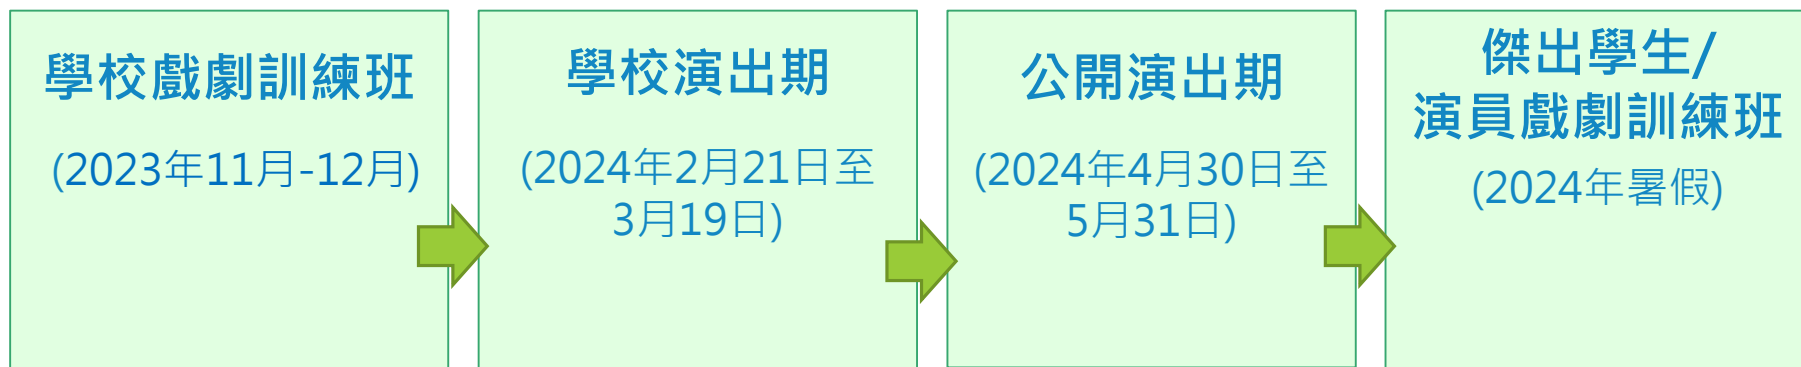 學校戲劇訓練班
(2023年11月-12月)
學校演出期
(2024年2月21日至
3月19日)
公開演出期
(2024年4月30日至
5月31日)
傑出學生/
演員戲劇訓練班
(2024年暑假)